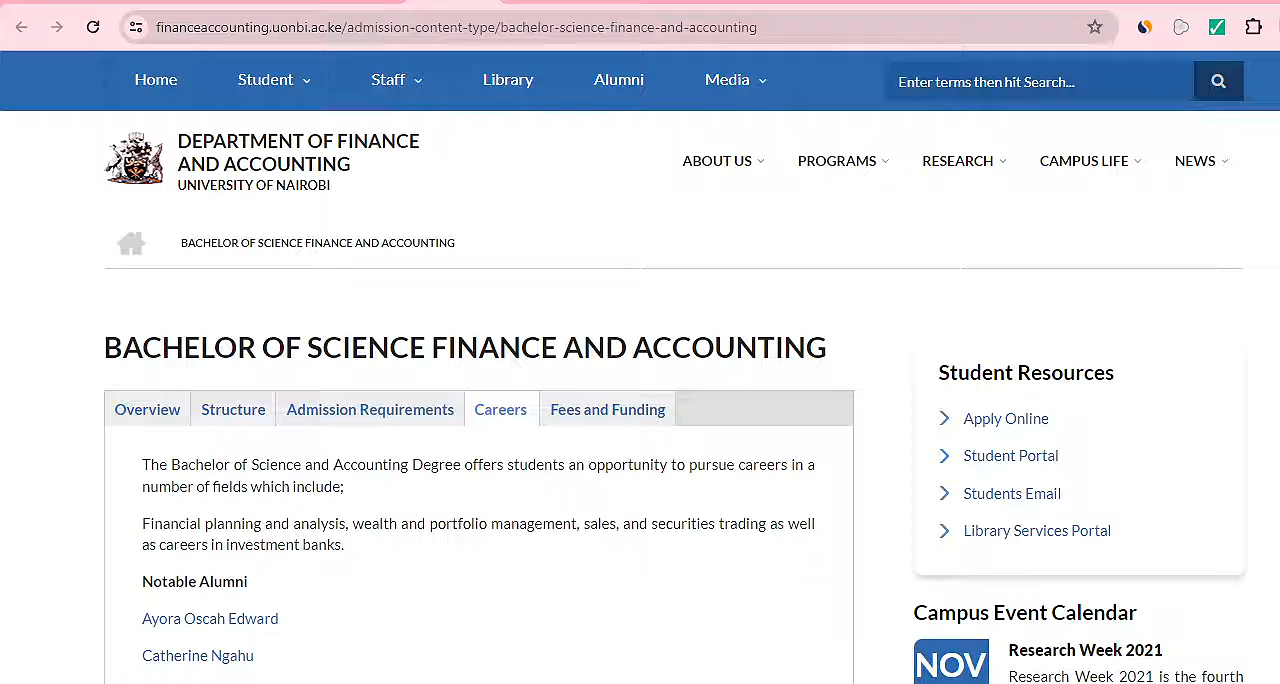 financeaccounting.uonbi.ac.ke/admission-content-type/bachelor-science-finance-and-accounting
Home Student Staff Library Alumni Media Enter terms then hit Search...
DEPARTMENT OF FINANCE
AND ACCOUNTING
UNIVERSITY OF NAIROBI
ABOUT US PROGRAMS RESEARCH CAMPUS LIFE NEWS
BACHELOR OF SCIENCE FINANCE AND ACCOUNTING
BACHELOR OF SCIENCE FINANCE AND ACCOUNTING
Overview Structure Admission Requirements Careers Fees and Funding
The Bachelor of Science and Accounting Degree offers students an opportunity to pursue careers in a
number of fields which include;
Financial planning and analysis, wealth and portfolio management, sales, and securities trading as well
as careers in investment banks.
Notable Alumni
Ayora Oscah Edward
Catherine Ngahu
Student Resources
Apply Online
Student Portal
Students Email
Library Services Portal
Campus Event Calendar
NOV
Research Week 2021
Research Week 2021 is the fourth